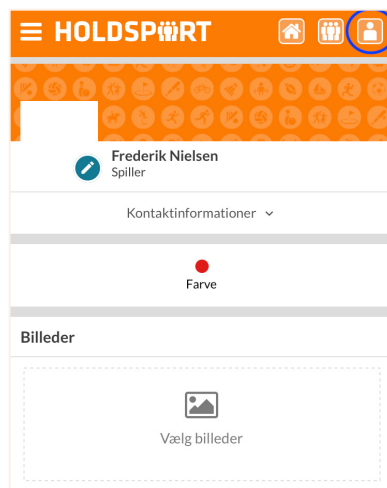 HOLDSPORT
Frederik Nielsen
Spiller
Kontaktinformationer
Farve
Billeder
Vælg billeder